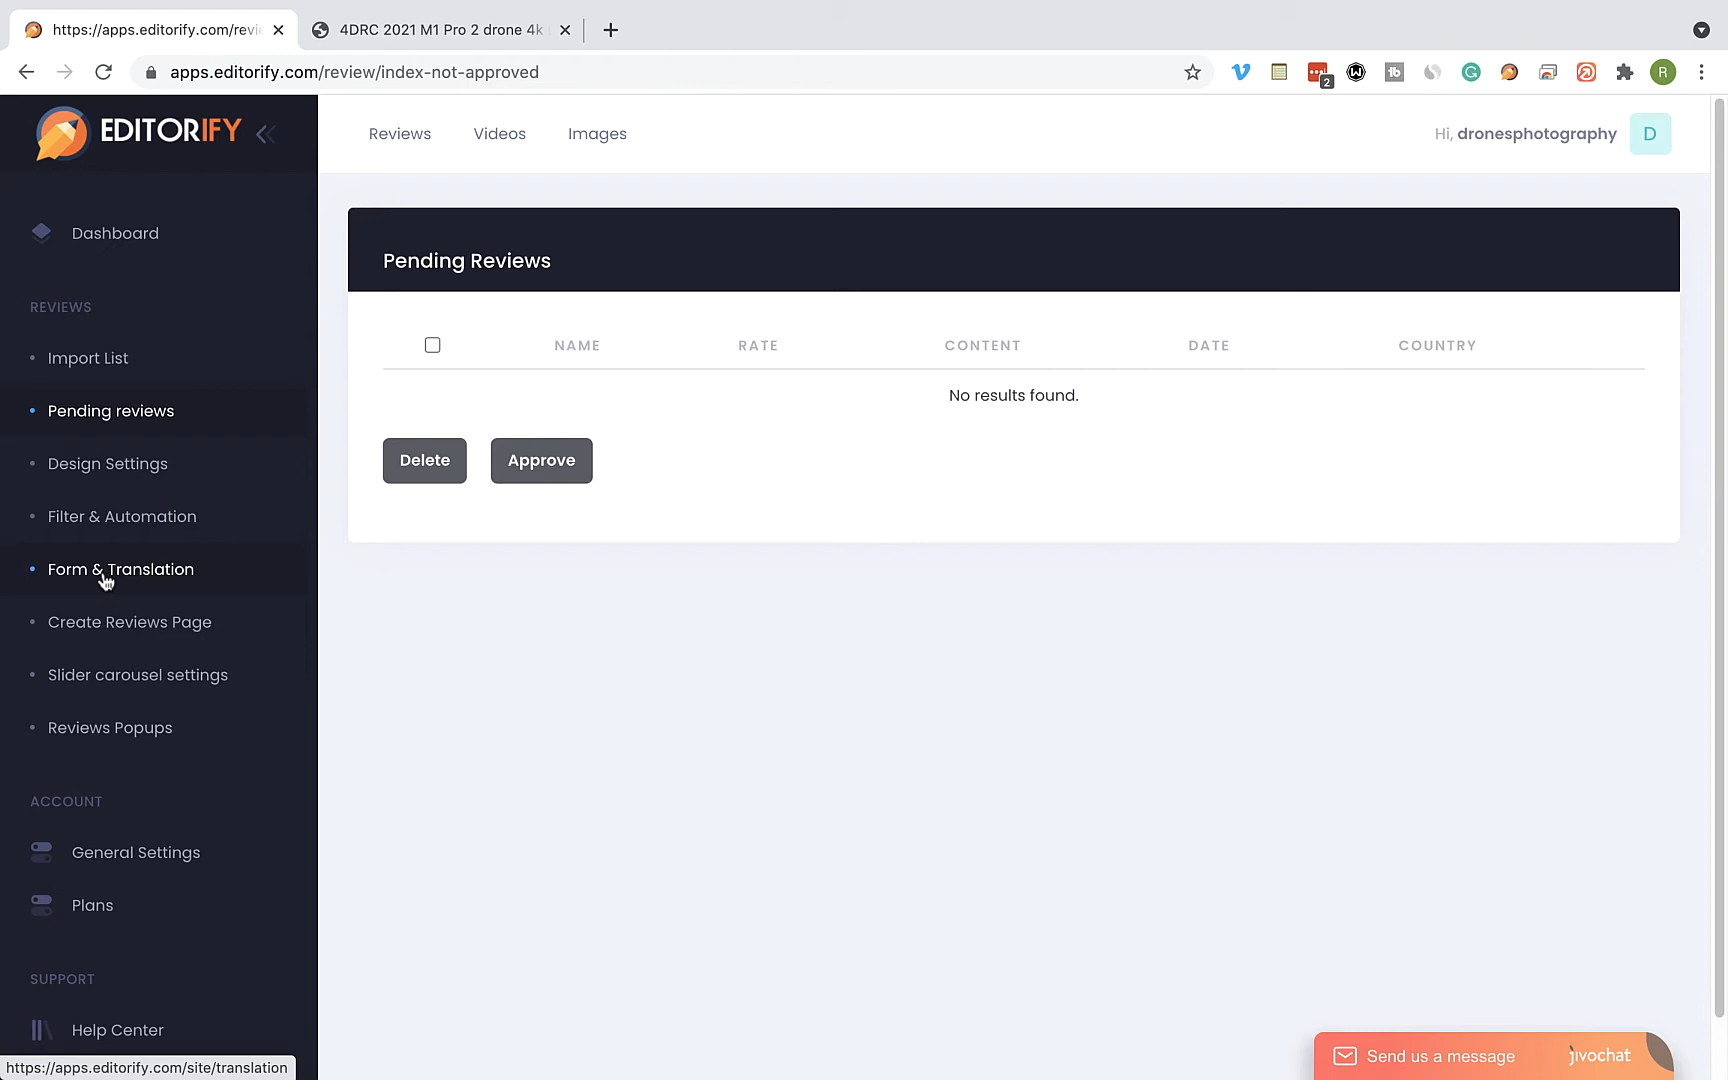 https://apps.editorify.com/revi
4DRC 2021 M1 Pro 2 drone 4k
apps.editorify.com/review/index-not-approved
2
R
EDITORIFY
Reviews
Videos
Images
Hi, dronesphotography
D
Dashboard
REVIEWS
Import List
Pending reviews
Design Settings
Filter & Automation
Form & Translation
Create Reviews Page
Slider carousel settings
Reviews Popups
ACCOUNT
General Settings
Plans
SUPPORT
Help Center
Pending Reviews
NAME
RATE
CONTENT
DATE
COUNTRY
No results found.
Delete
Approve
https://apps.editorify.com/site/translation
Send us a message
jivochat